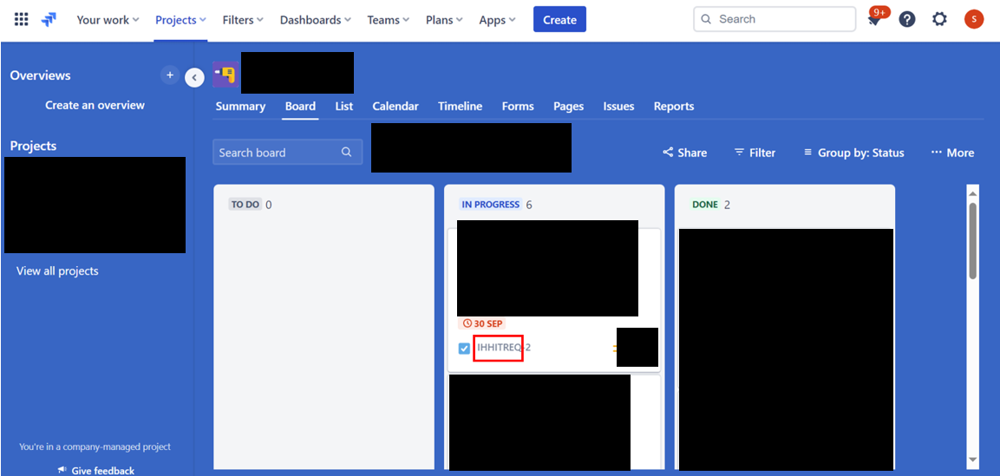 Your work Projects Filters Dashboards Teams Plans Apps Create Search 9+ ? S
Overviews +
Create an overview
Summary Board List Calendar Timeline Forms Pages Issues Reports
Projects
Search board Share Filter Group by: Status ··· More
TO DO 0 IN PROGRESS 6 DONE 2
View all projects
30 SEP
IHHITREQ-2
You're in a company-managed project
Give feedback